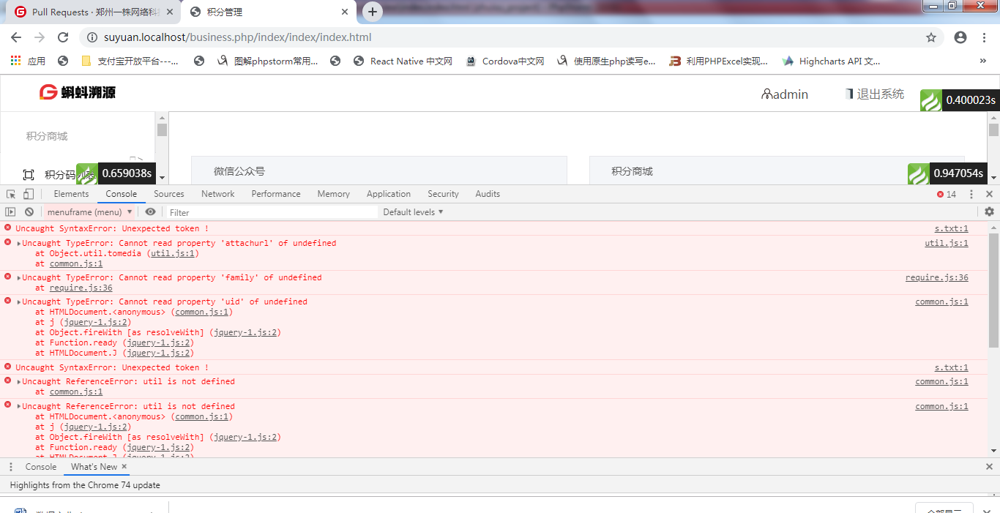 Pull Requests · 郑州一株网络科
积分管理
suyuan.localhost/business.php/index/index/index.html
应用
支付宝开放平台---...
图解phpstorm常用...
React Native 中文网
Cordova中文网
使用原生php读写e...
利用PHPExcel实现...
Highcharts API 文...
蝌蚪溯源
admin
退出系统
0.400023s
积分商城
积分码列表
0.659038s
微信公众号
积分商城
0.947054s
Elements Console Sources Network Performance Memory Application Security Audits 14
menuframe (menu) Filter Default levels
Uncaught SyntaxError: Unexpected token ! s.txt:1
Uncaught TypeError: Cannot read property 'attachurl' of undefined util.js:1
at Object.util.tomedia (util.js:1)
at common.js:1
Uncaught TypeError: Cannot read property 'family' of undefined require.js:36
at require.js:36
Uncaught TypeError: Cannot read property 'uid' of undefined common.js:1
at HTMLDocument.<anonymous> (common.js:1)
at j (jquery-1.js:2)
at Object.fireWith [as resolveWith] (jquery-1.js:2)
at Function.ready (jquery-1.js:2)
at HTMLDocument.J (jquery-1.js:2)
Uncaught SyntaxError: Unexpected token ! s.txt:1
Uncaught ReferenceError: util is not defined common.js:1
at common.js:1
Uncaught ReferenceError: util is not defined common.js:1
at HTMLDocument.<anonymous> (common.js:1)
at j (jquery-1.js:2)
at Object.fireWith [as resolveWith] (jquery-1.js:2)
at Function.ready (jquery-1.js:2)
at HTMLDocument.J (jquery-1.js:2)
Console What's New
Highlights from the Chrome 74 update
全部显示